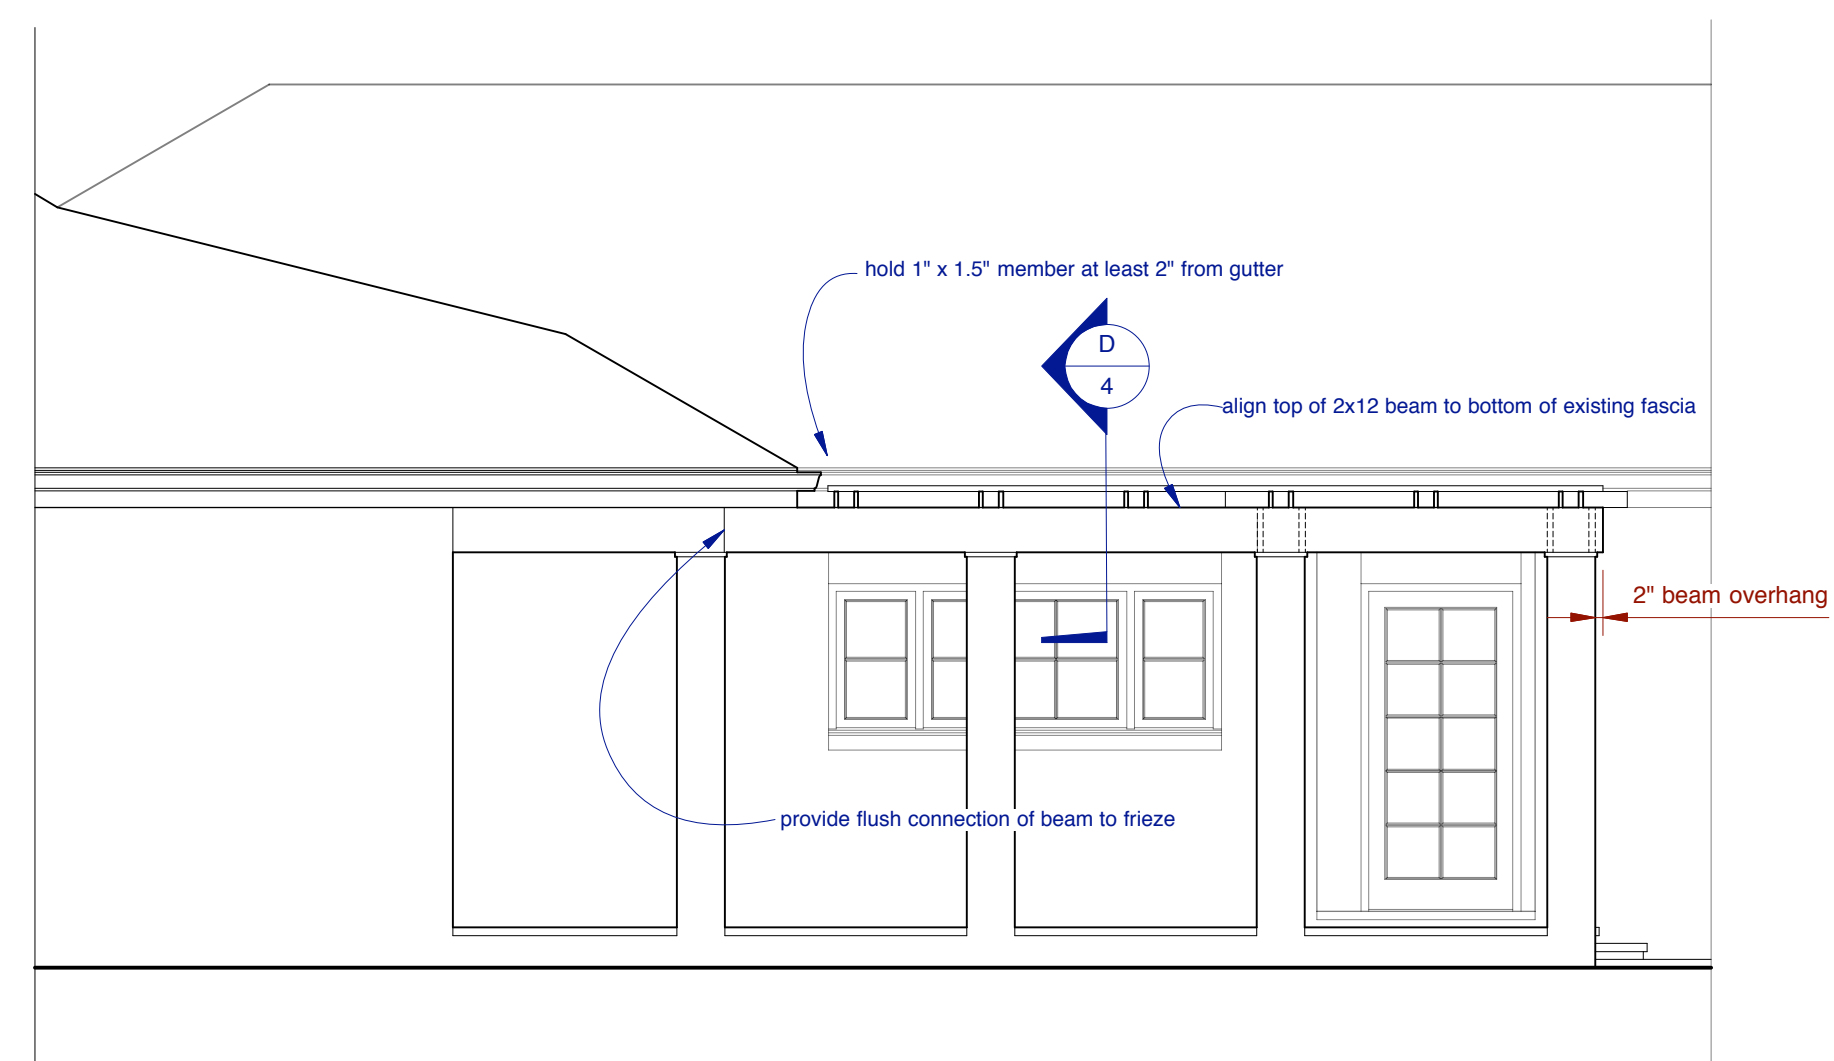 hold 1" x 1.5" member at least 2" from gutter
D
4
align top of 2x12 beam to bottom of existing fascia
2" beam overhang
provide flush connection of beam to frieze